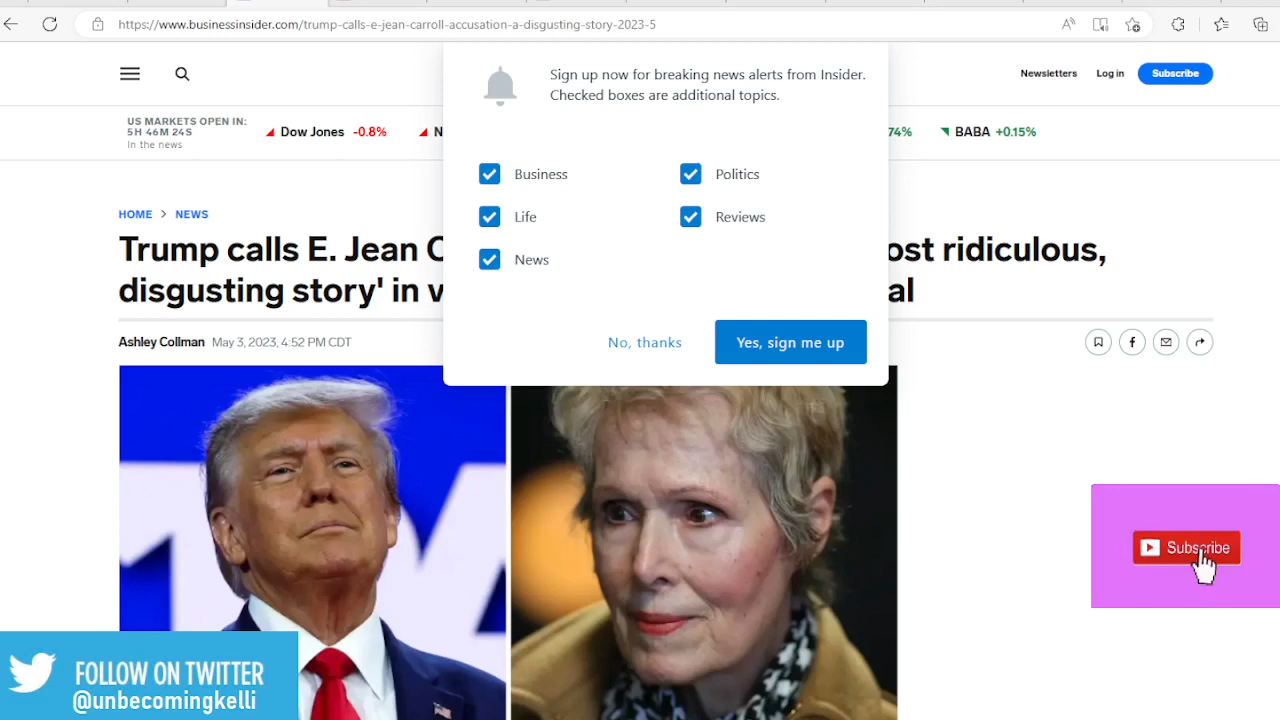 https://www.businessinsider.com/trump-calls-e-jean-carroll-accusation-a-disgusting-story-2023-5
Sign up now for breaking news alerts from Insider.
Checked boxes are additional topics.
Newsletters
Log in
Subscribe
US MARKETS OPEN IN:
5H 46M 24S
In the news
Dow Jones -0.8%
N
74%
BABA +0.15%
Business
Politics
Life
Reviews
News
No, thanks
Yes, sign me up
HOME > NEWS
Trump calls E. Jean C ost ridiculous,
disgusting story' in v al
Ashley Collman May 3, 2023, 4:52 PM CDT
Subscribe
FOLLOW ON TWITTER
@unbecomingkelli